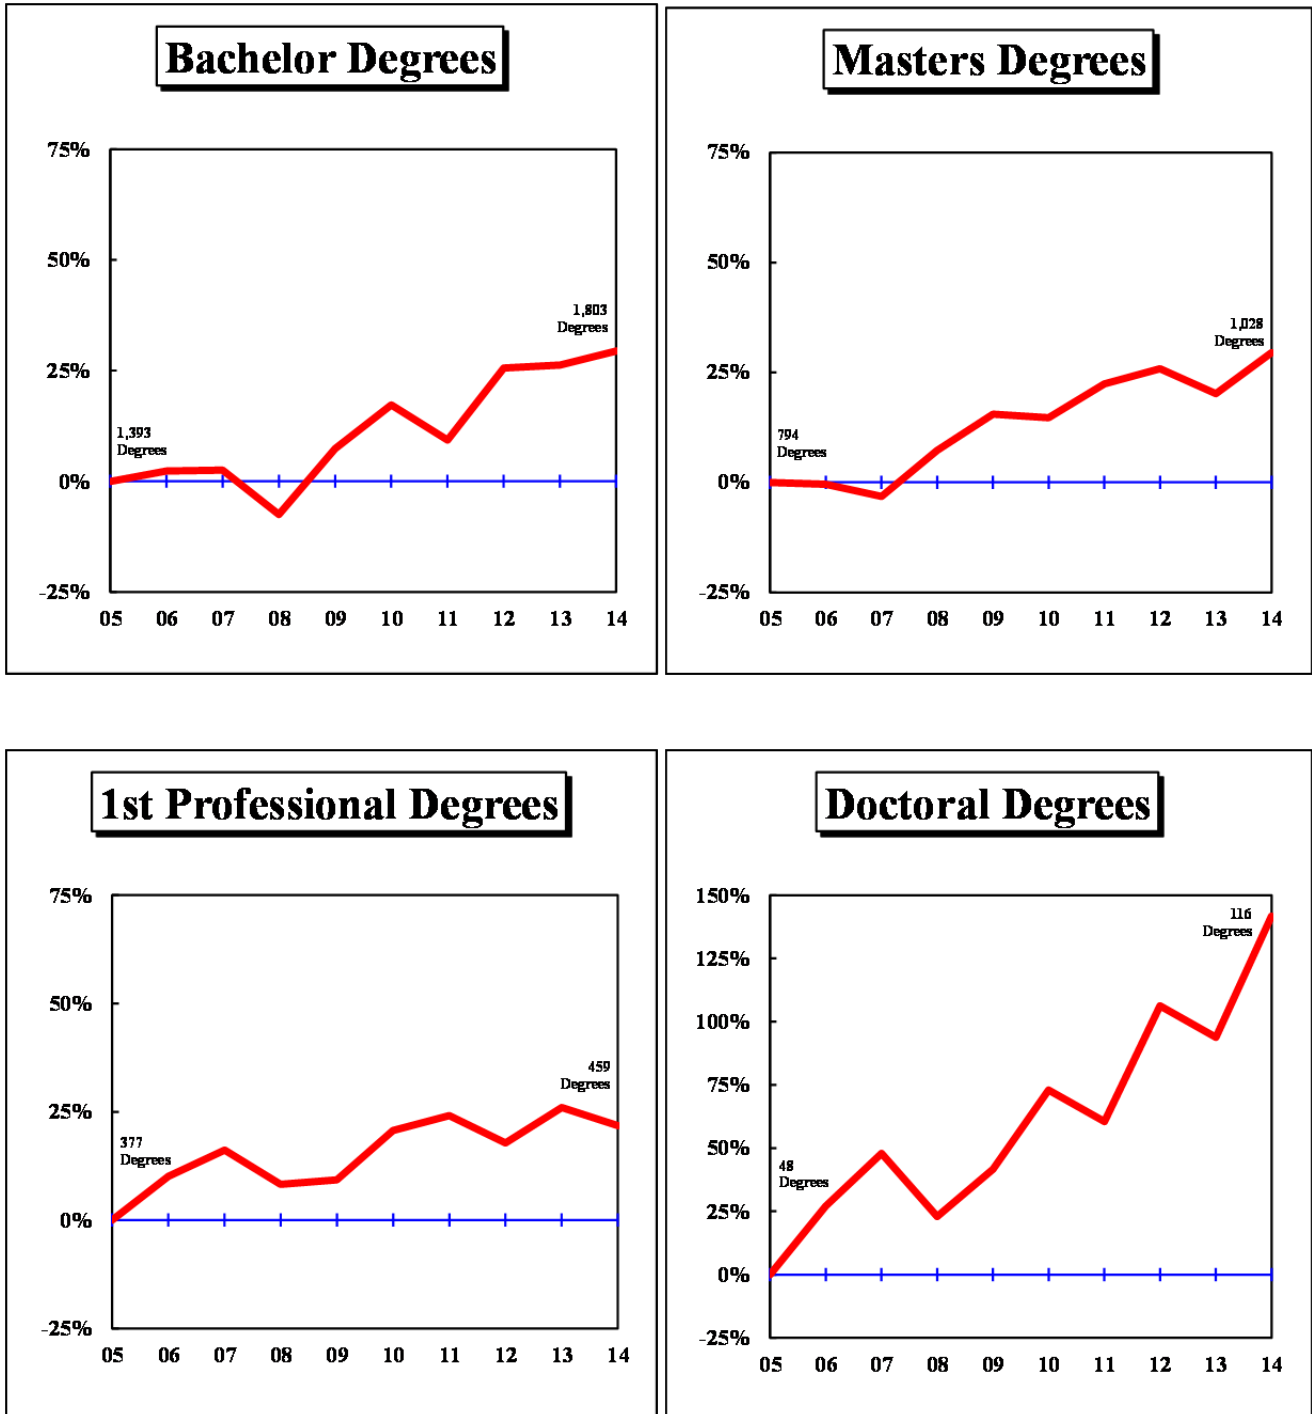 Bachelor Degrees
75%
50%
25%
0%
-25%
1,393
Degrees
1,803
Degrees
05 06 07 08 09 10 11 12 13 14
Masters Degrees
75%
50%
25%
0%
-25%
794
Degrees
1,028
Degrees
05 06 07 08 09 10 11 12 13 14
1st Professional Degrees
75%
50%
25%
0%
-25%
377
Degrees
459
Degrees
05 06 07 08 09 10 11 12 13 14
Doctoral Degrees
150%
125%
100%
75%
50%
25%
0%
-25%
48
Degrees
116
Degrees
05 06 07 08 09 10 11 12 13 14